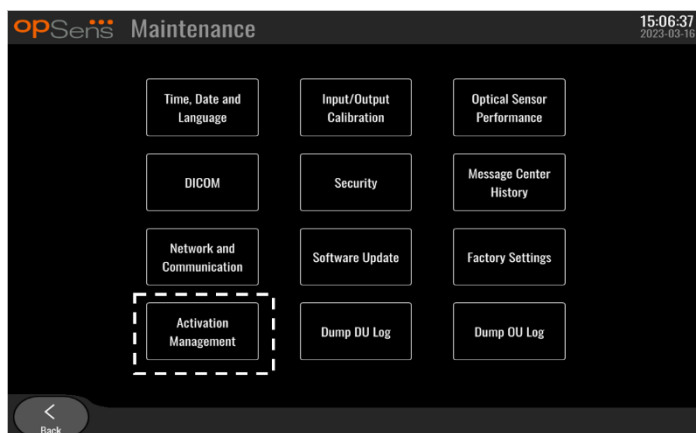 opSens Maintenance
15:06:37
2023-03-16
Time, Date and
Language
Input/Output
Calibration
Optical Sensor
Performance
DICOM
Security
Message Center
History
Network and
Communication
Software Update
Factory Settings
Activation
Management
Dump DU Log
Dump OU Log
Back